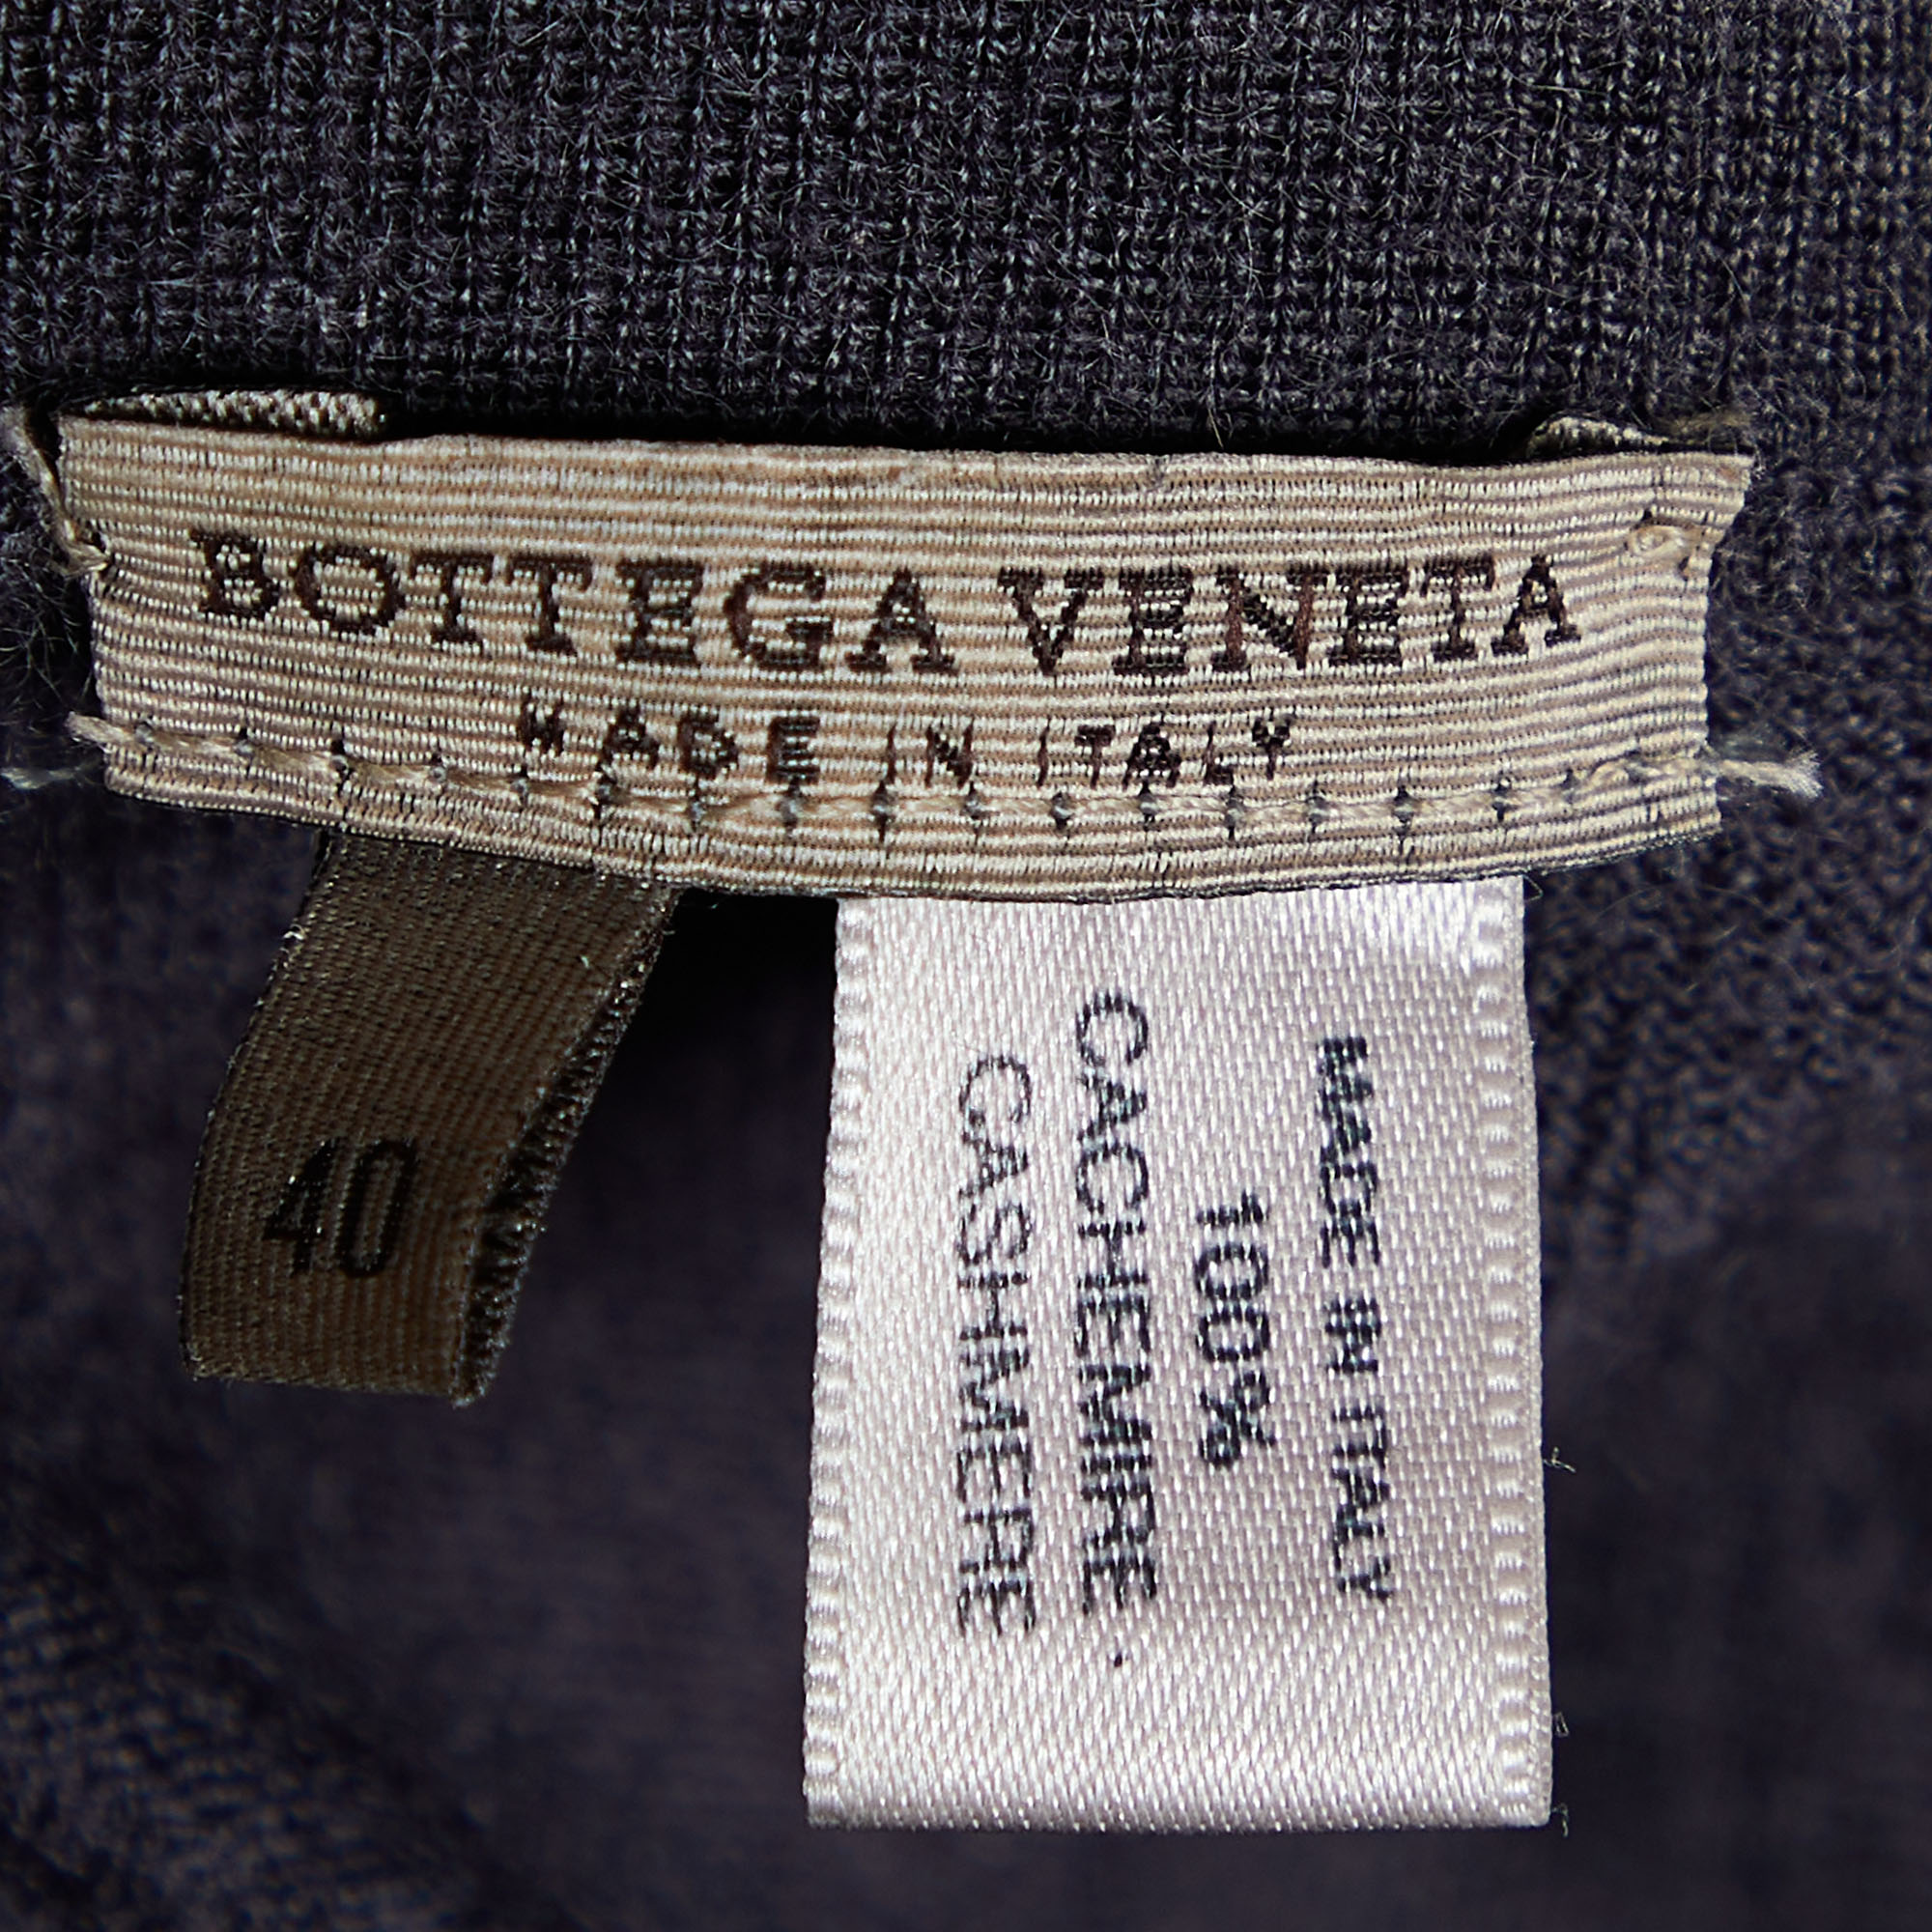 BOTTEGA VENETA
MADE IN ITALY
40
MADE IN ITALY
100%
CACHEMIRE
CASHMERE